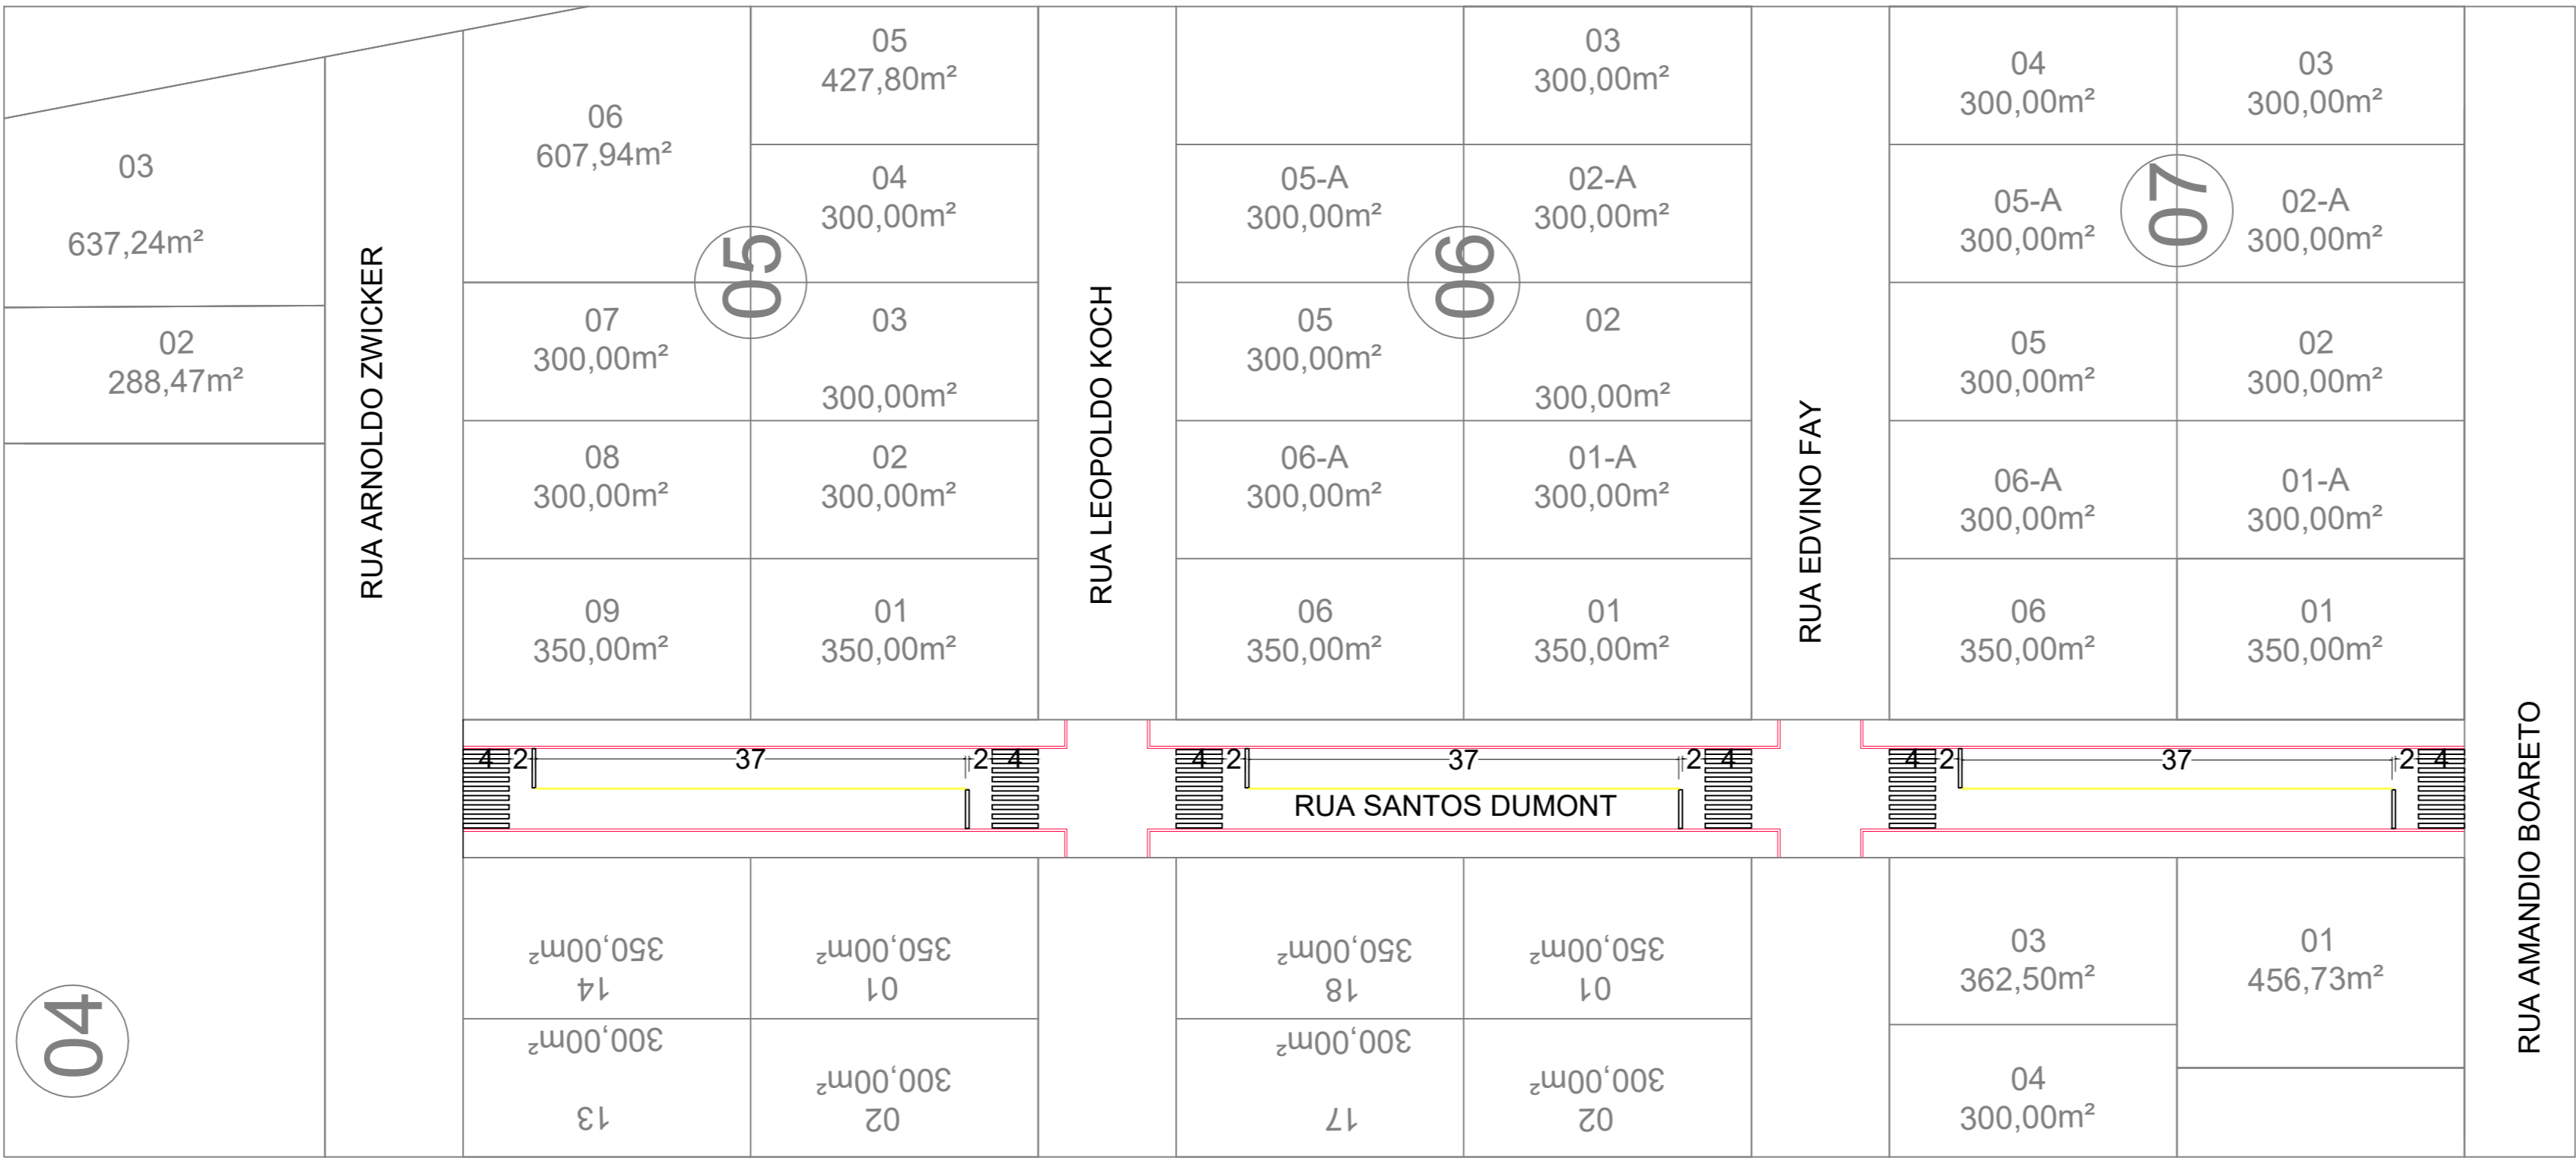 03
637,24m²
02
288,47m²
04
RUA ARNOLDO ZWICKER
06
607,94m²
05
427,80m²
04
300,00m²
05
07
300,00m²
03
300,00m²
08
300,00m²
02
300,00m²
09
350,00m²
01
350,00m²
RUA LEOPOLDO KOCH
03
300,00m²
05-A
300,00m²
02-A
300,00m²
06
05
300,00m²
02
300,00m²
06-A
300,00m²
01-A
300,00m²
06
350,00m²
01
350,00m²
RUA EDVINO FAY
04
300,00m²
03
300,00m²
05-A
300,00m²
02-A
300,00m²
07
05
300,00m²
02
300,00m²
06-A
300,00m²
01-A
300,00m²
06
350,00m²
01
350,00m²
RUA AMANDIO BOARETO
4 2 37 2 4
4 2 37 2 4
4 2 37 2 4
RUA SANTOS DUMONT
14
350,00m²
01
350,00m²
13
300,00m²
02
300,00m²
18
350,00m²
01
350,00m²
17
300,00m²
02
300,00m²
03
362,50m²
01
456,73m²
04
300,00m²